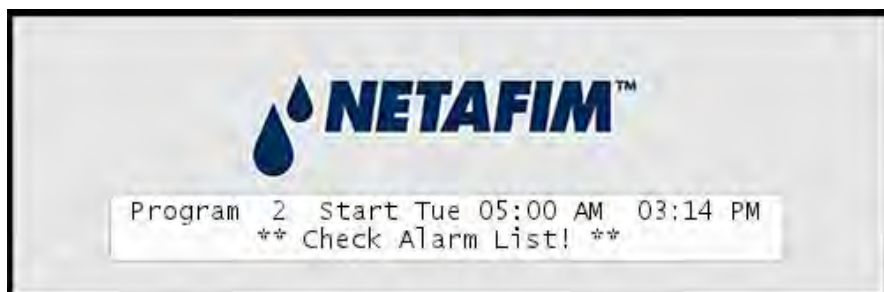 NETAFIM™
Program 2 Start Tue 05:00 AM 03:14 PM
** Check Alarm List! **